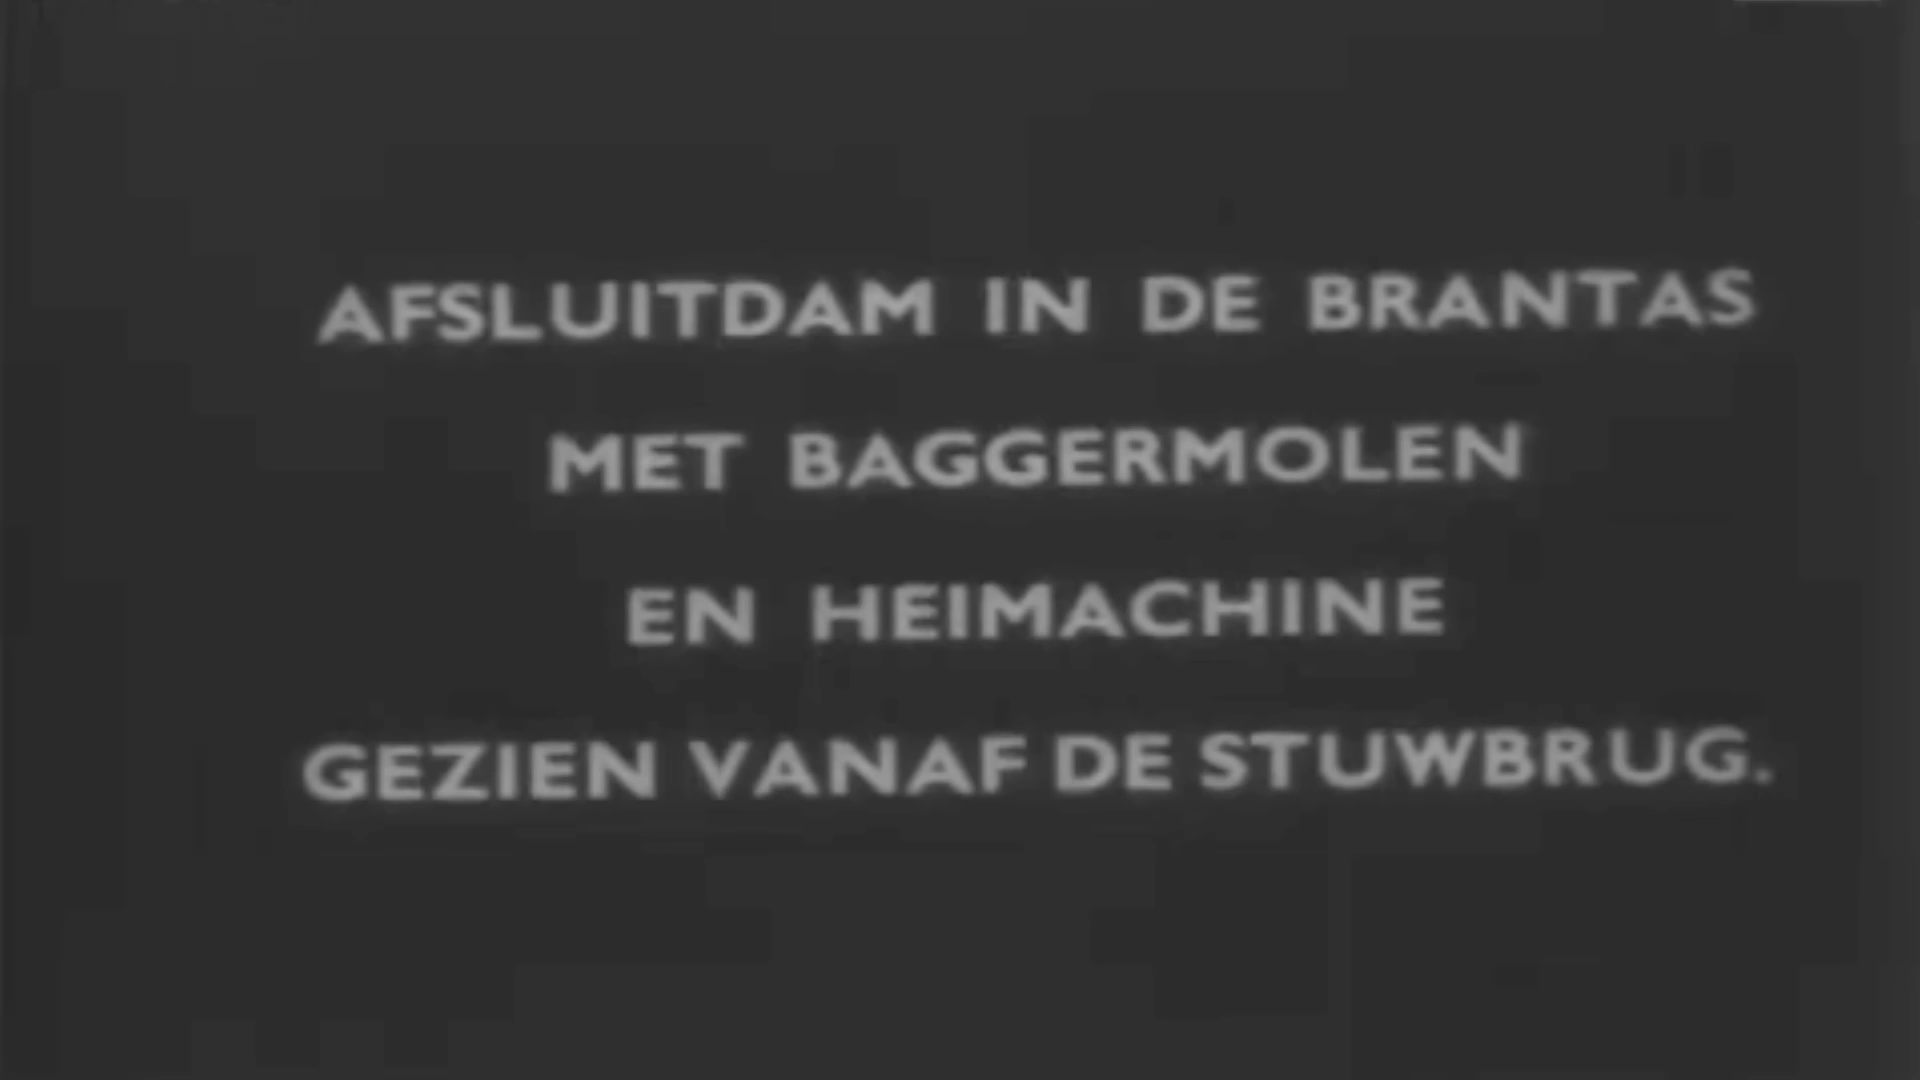 AFSLUITDAM IN DE BRANTAS
MET BAGGERMOLEN
EN HEIMACHINE
GEZIEN VANAF DE STUWBRUG.